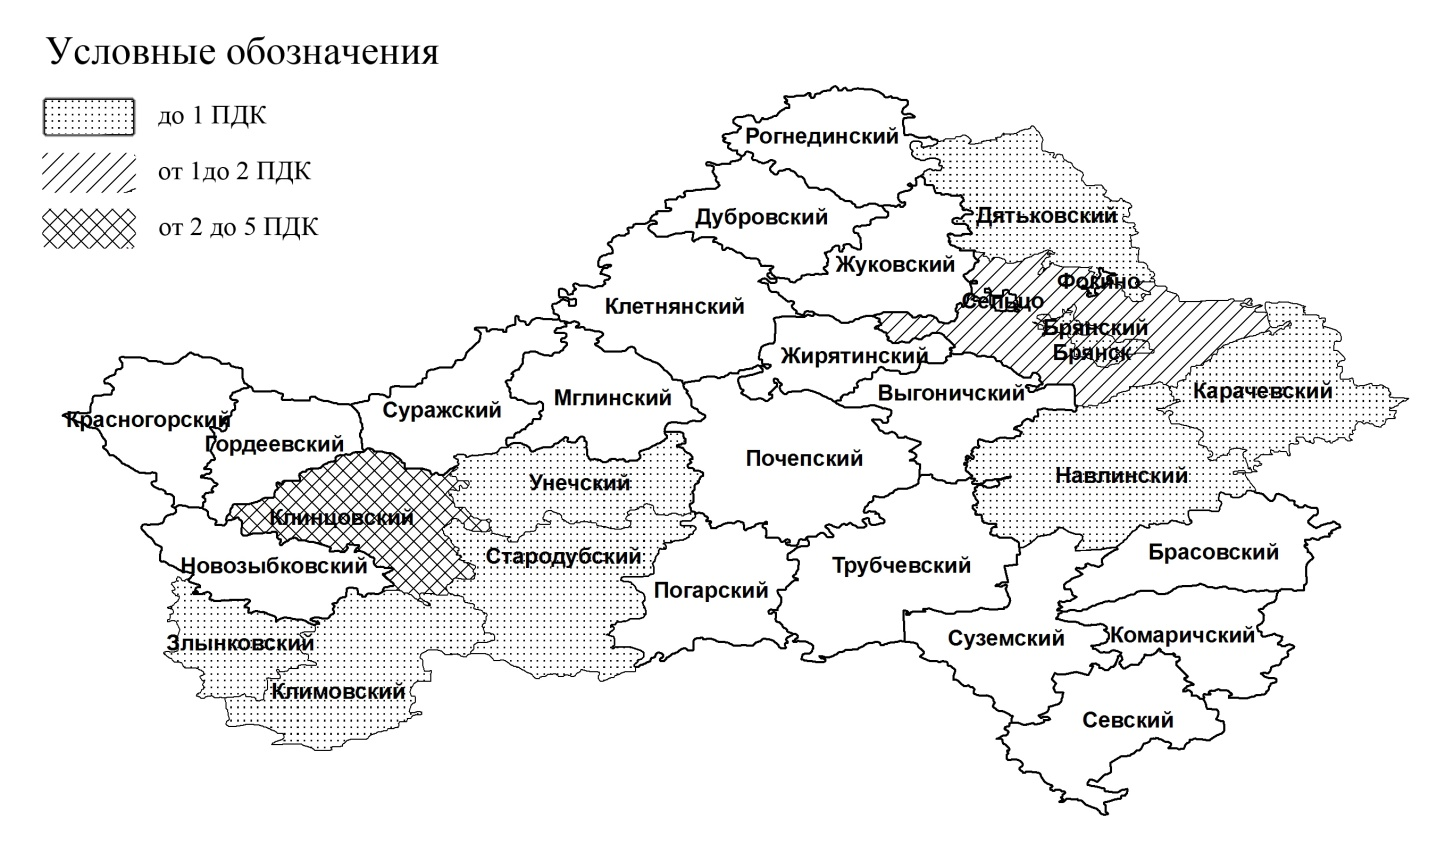 Условные обозначения
до 1 ПДК
от 1до 2 ПДК
от 2 до 5 ПДК
Рогнединский
Дятьковский
Дубровский
Жуковский
Фокино
Сельцо
Клетнянский
Брянский
Брянск
Жирятинский
Выгоничский
Карачевский
Мглинский
Суражский
Красногорский
Гордеевский
Почепский
Навлинский
Унечский
Клинцовский
Брасовский
Стародубский
Новозыбковский
Трубчевский
Погарский
Комаричский
Суземский
Злынковский
Климовский
Севский